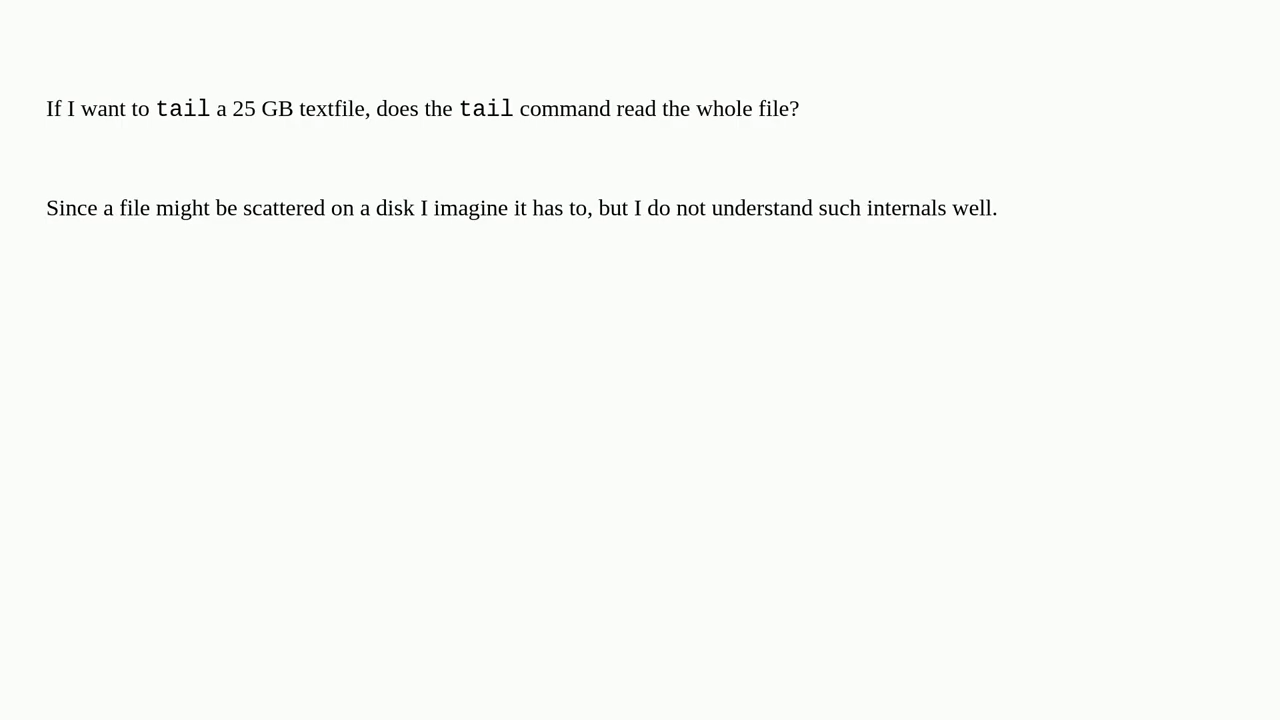 If I want to tail a 25 GB textfile, does the tail command read the whole file?
Since a file might be scattered on a disk I imagine it has to, but I do not understand such internals well.